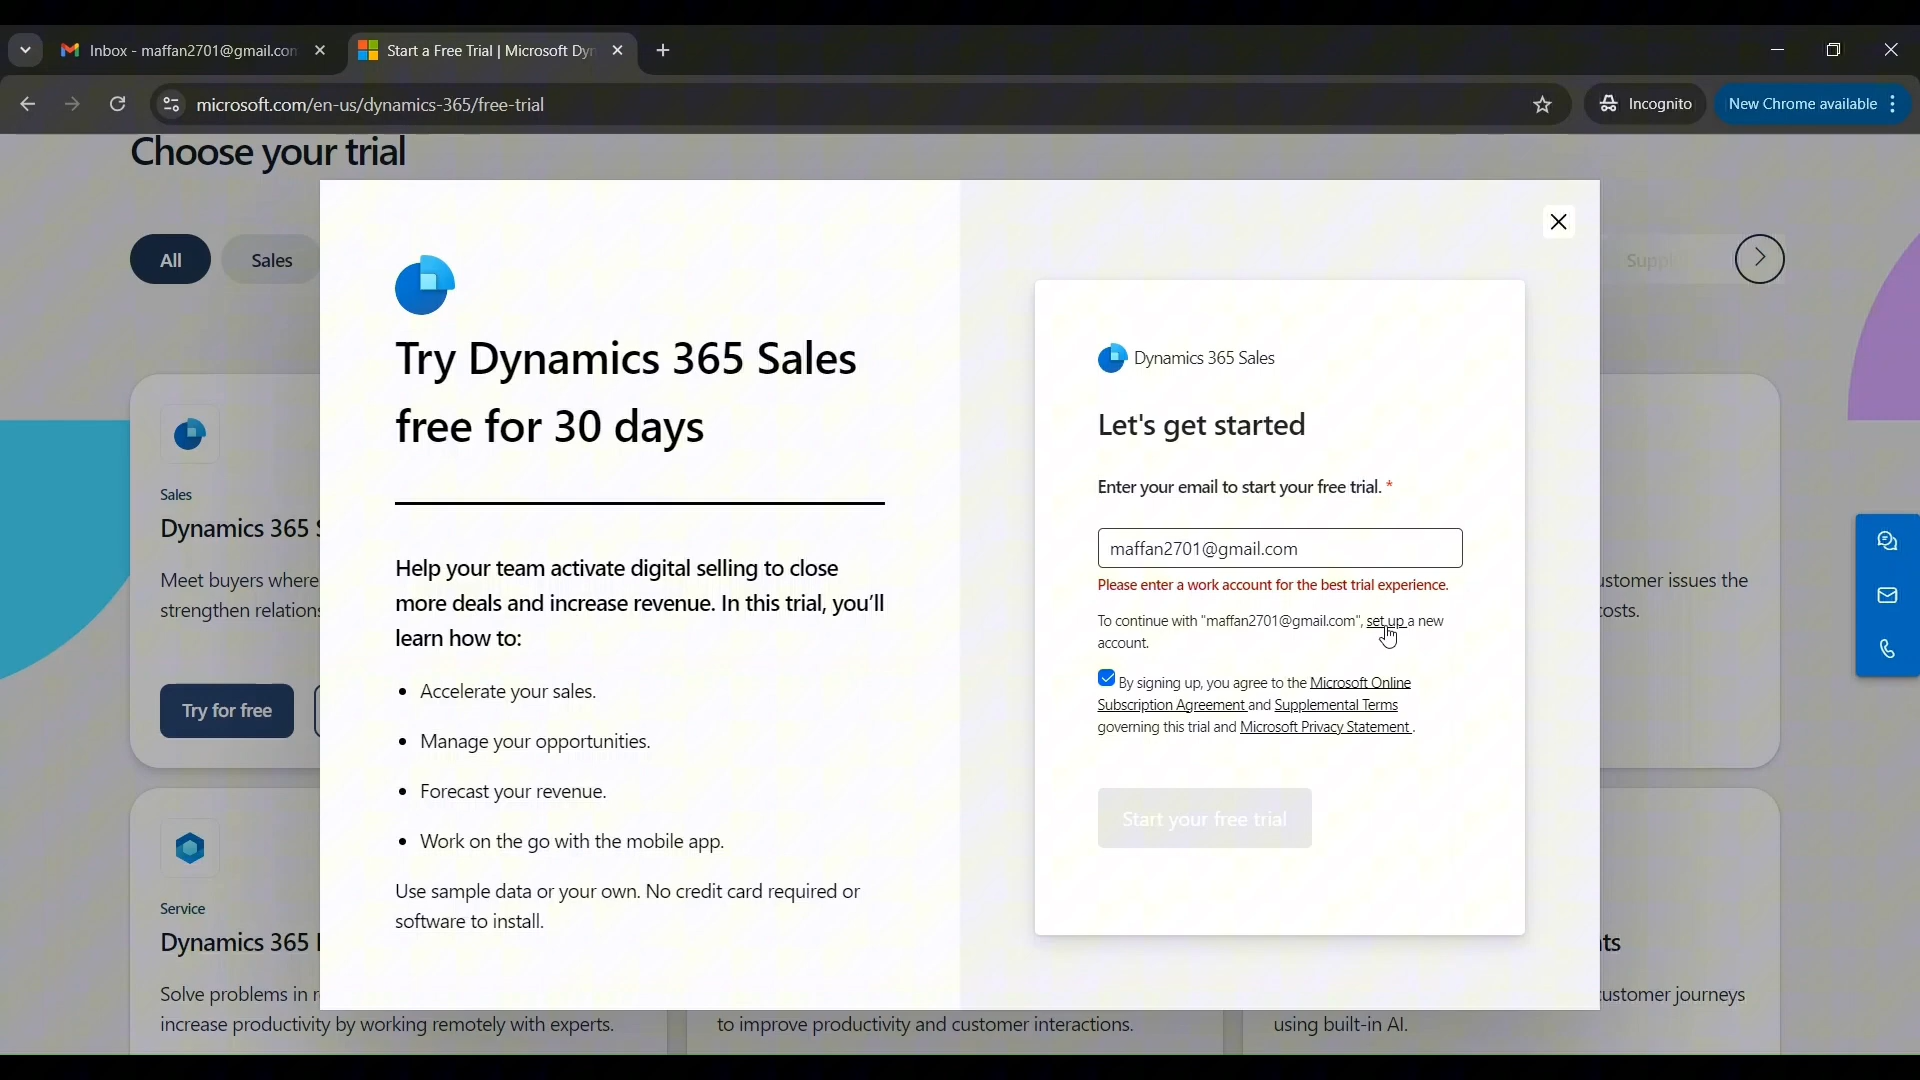 Inbox - maffan2701@gmail.com
Start a Free Trial | Microsoft Dyn
microsoft.com/en-us/dynamics-365/free-trial
Incognito
New Chrome available
Choose your trial
All
Sales
Suppl
Sales
Dynamics 365 S
Meet buyers where
strengthen relations
Try for free
Service
Dynamics 365
Solve problems in r
increase productivity by working remotely with experts.
Try Dynamics 365 Sales
free for 30 days
Help your team activate digital selling to close
more deals and increase revenue. In this trial, you'll
learn how to:
• Accelerate your sales.
• Manage your opportunities.
• Forecast your revenue.
• Work on the go with the mobile app.
Use sample data or your own. No credit card required or
software to install.
to improve productivity and customer interactions.
Dynamics 365 Sales
Let's get started
Enter your email to start your free trial. *
maffan2701@gmail.com
Please enter a work account for the best trial experience.
To continue with "maffan2701@gmail.com", set up a new
account.
By signing up, you agree to the Microsoft Online
Subscription Agreement and Supplemental Terms
governing this trial and Microsoft Privacy Statement .
Start your free trial
ustomer issues the
costs.
ts
customer journeys
using built-in AI.